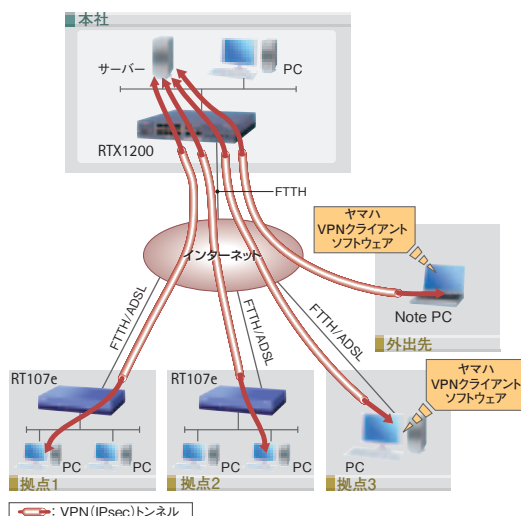 本社
サーバー
PC
RTX1200
FTTH
インターネット
ヤマハ
VPNクライアント
ソフトウェア
Note PC
外出先
FTTH/ADSL
FTTH/ADSL
FTTH/ADSL
RT107e
PC
PC
拠点1
RT107e
PC
PC
拠点2
ヤマハ
VPNクライアント
ソフトウェア
PC
拠点3
: VPN(IPsec)トンネル